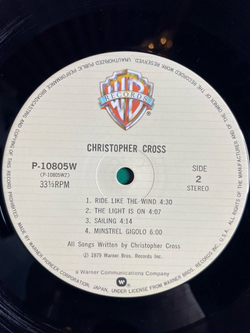 WB
RECORDS
CHRISTOPHER CROSS
P-10805W
(P-10805W2)
33⅓RPM
SIDE
2
STEREO
1 RIDE LIKE THE WIND 4:30
2 THE LIGHT IS ON 4:07
3 SAILING 4:14
4 MINSTREL GIGOLO 6:00
All Songs Written by Christopher Cross
Ⓟ 1979 Warner Bros. Records Inc.
a Warner Communications Company